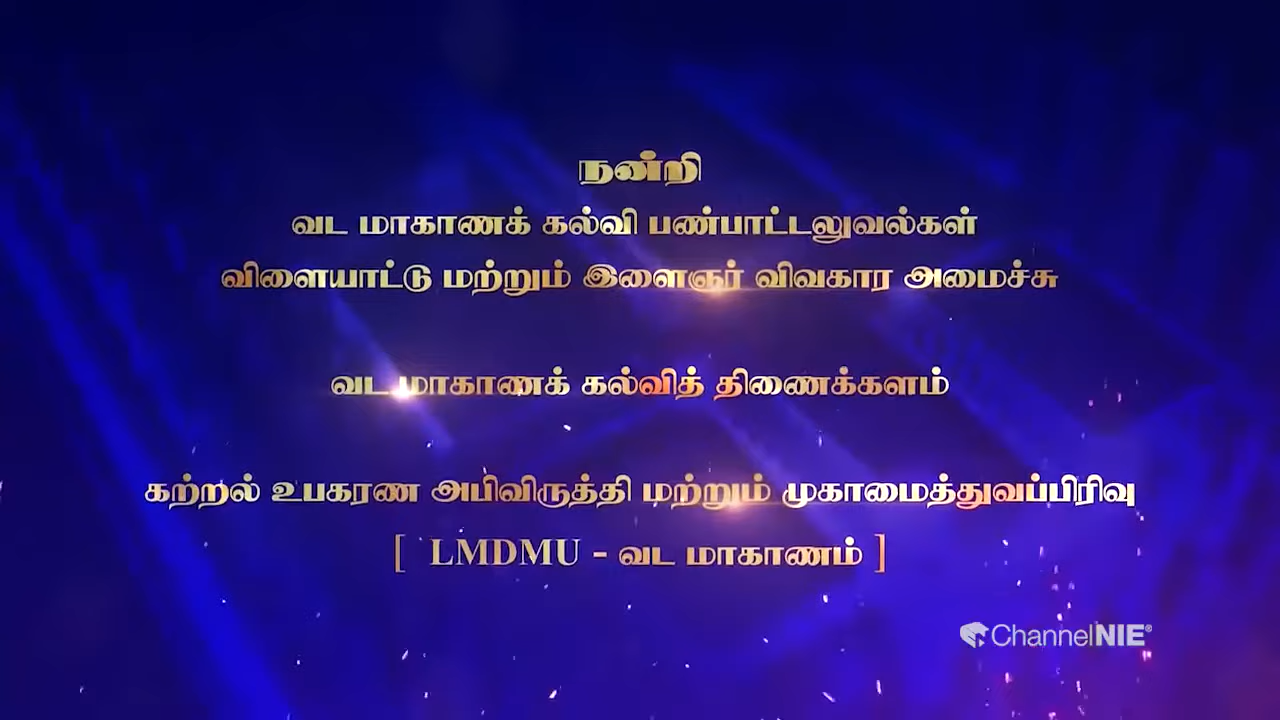 நன்றி
வட மாகாணக் கல்வி பண்பாட்டலுவல்கள்
விளையாட்டு மற்றும் இளைஞர் விவகார அமைச்சு
வட மாகாணக் கல்வித் திணைக்களம்
கற்றல் உபகரண அபிவிருத்தி மற்றும் முகாமைத்துவப்பிரிவு
[ LMDMU - வட மாகாணம் ]
ChannelNIE®